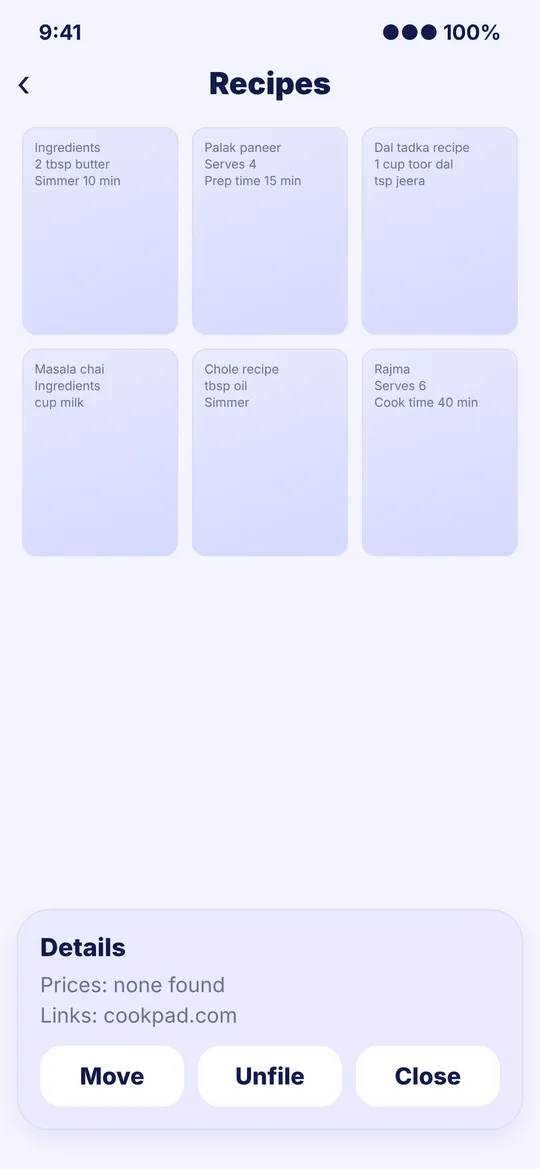 9:41
100%
‹
Recipes
Ingredients
2 tbsp butter
Simmer 10 min
Palak paneer
Serves 4
Prep time 15 min
Dal tadka recipe
1 cup toor dal
tsp jeera
Masala chai
Ingredients
cup milk
Chole recipe
tbsp oil
Simmer
Rajma
Serves 6
Cook time 40 min
Details
Prices: none found
Links: cookpad.com
Move
Unfile
Close